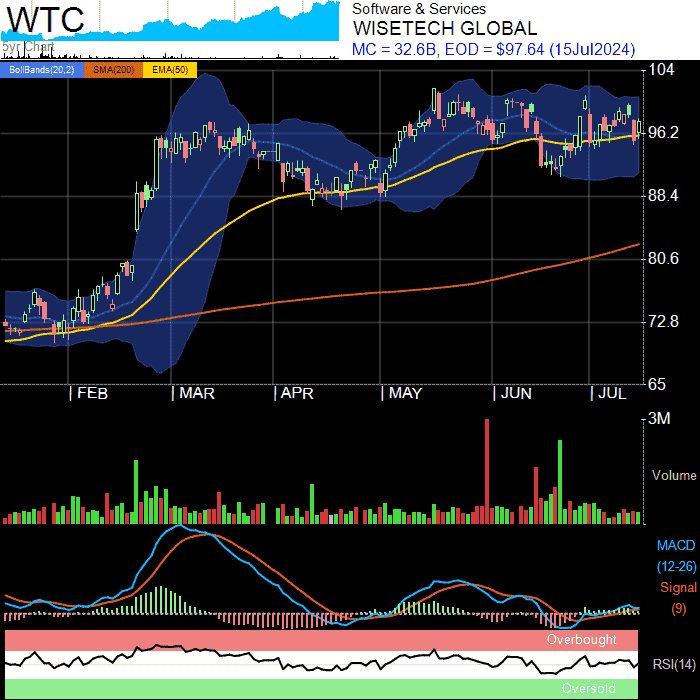 WTC
5yr Chart
Software & Services
WISETECH GLOBAL
MC = 32.6B, EOD = $97.64 (15Jul2024)
BollBands(20,2) SMA(200) EMA(50)
104
96.2
88.4
80.6
72.8
65
FEB MAR APR MAY JUN JUL
3M
Volume
MACD
(12-26)
Signal
(9)
Overbought
RSI(14)
Oversold